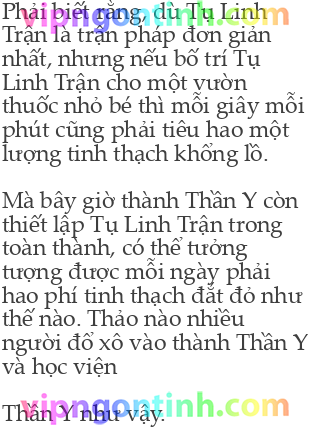 Phải biết rằng, dù Tụ Linh
vipngontinh.com
Trận là trận pháp đơn giản
nhất, nhưng nếu bố trí Tụ
Linh Trận cho một vườn
thuốc nhỏ bé thì mỗi giây mỗi
phút cũng phải tiêu hao một
lượng tinh thạch khổng lồ.
Mà bây giờ thành Thần Y còn
thiết lập Tụ Linh Trận trong
toàn thành, có thể tưởng
tượng được mỗi ngày phải
hao phí tinh thạch đắt đỏ như
thế nào. Thảo nào nhiều
người đổ xô vào thành Thần Y
và học viện
vipngontinh.com
Thần Y như vậy.